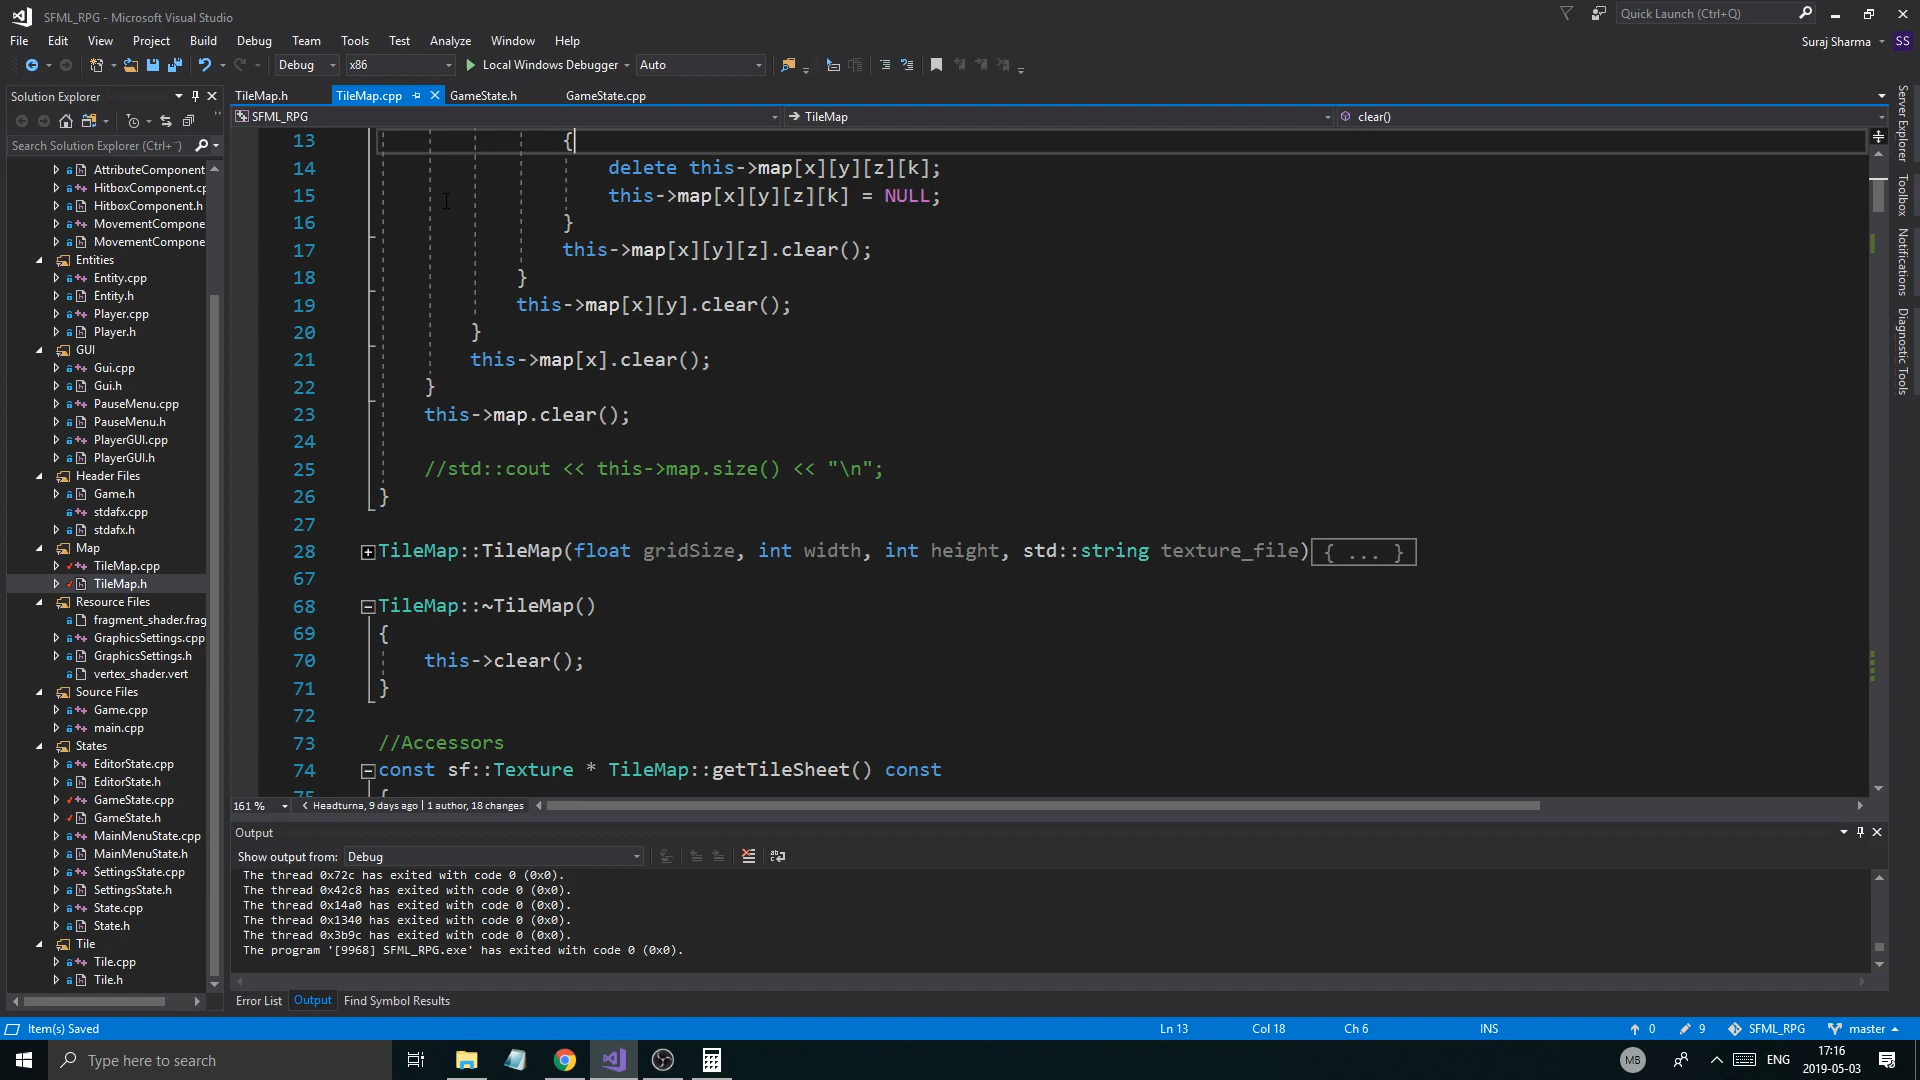 SFML_RPG - Microsoft Visual Studio
Quick Launch (Ctrl+Q)
File Edit View Project Build Debug Team Tools Test Analyze Window Help
Suraj Sharma SS
Debug x86 Local Windows Debugger Auto
Solution Explorer
TileMap.h TileMap.cpp GameState.h GameState.cpp
SFML_RPG TileMap clear()
Search Solution Explorer (Ctrl+¨)
AttributeComponent
HitboxComponent.cp
HitboxComponent.h
MovementCompone
MovementCompone
Entities
Entity.cpp
Entity.h
Player.cpp
Player.h
GUI
Gui.cpp
Gui.h
PauseMenu.cpp
PauseMenu.h
PlayerGUI.cpp
PlayerGUI.h
Header Files
Game.h
stdafx.cpp
stdafx.h
Map
TileMap.cpp
TileMap.h
Resource Files
fragment_shader.frag
GraphicsSettings.cpp
GraphicsSettings.h
vertex_shader.vert
Source Files
Game.cpp
main.cpp
States
EditorState.cpp
EditorState.h
GameState.cpp
GameState.h
MainMenuState.cpp
MainMenuState.h
SettingsState.cpp
SettingsState.h
State.cpp
State.h
Tile
Tile.cpp
Tile.h
13 {
14 delete this->map[x][y][z][k];
15 this->map[x][y][z][k] = NULL;
16 }
17 this->map[x][y][z].clear();
18 }
19 this->map[x][y].clear();
20 }
21 this->map[x].clear();
22 }
23 this->map.clear();
24
25 //std::cout << this->map.size() << "\n";
26 }
27
28 TileMap::TileMap(float gridSize, int width, int height, std::string texture_file) { ... }
67
68 TileMap::~TileMap()
69 {
70 this->clear();
71 }
72
73 //Accessors
74 const sf::Texture * TileMap::getTileSheet() const
75 {
161 % Headturna, 9 days ago | 1 author, 18 changes
Server Explorer
Toolbox
Notifications
Diagnostic Tools
Output
Show output from: Debug
The thread 0x72c has exited with code 0 (0x0).
The thread 0x42c8 has exited with code 0 (0x0).
The thread 0x14a0 has exited with code 0 (0x0).
The thread 0x1340 has exited with code 0 (0x0).
The thread 0x3b9c has exited with code 0 (0x0).
The program '[9968] SFML_RPG.exe' has exited with code 0 (0x0).
Error List Output Find Symbol Results
Item(s) Saved Ln 13 Col 18 Ch 6 INS 0 9 SFML_RPG master
Type here to search
MB ENG 17:16
2019-05-03